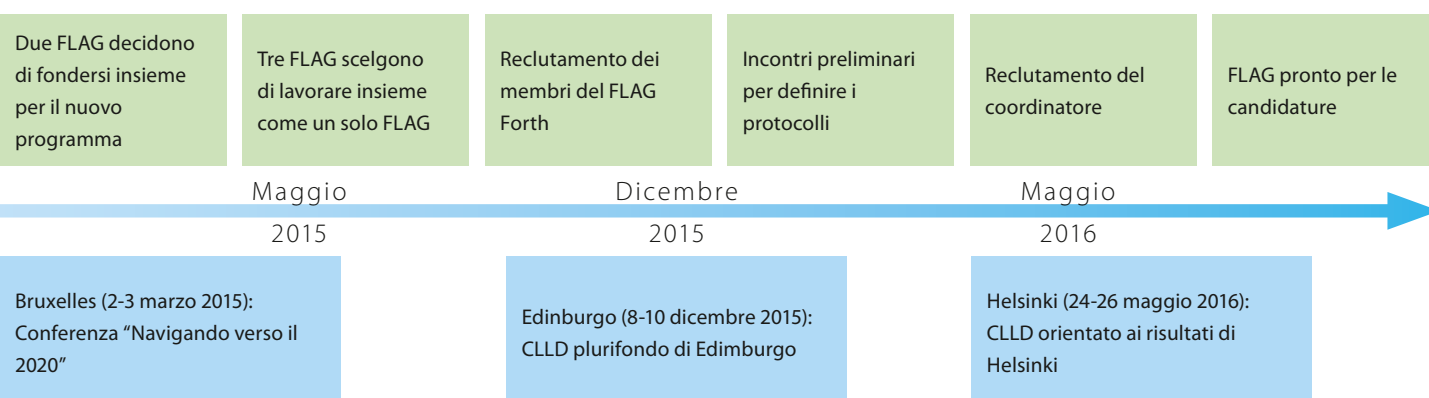 Due FLAG decidono
di fondersi insieme
per il nuovo
programma
Tre FLAG scelgono
di lavorare insieme
come un solo FLAG
Reclutamento dei
membri del FLAG
Forth
Incontri preliminari
per definire i
protocolli
Reclutamento del
coordinatore
FLAG pronto per le
candidature
Maggio
2015
Dicembre
2015
Maggio
2016
Bruxelles (2-3 marzo 2015):
Conferenza “Navigando verso il
2020”
Edinburgo (8-10 dicembre 2015):
CLLD plurifondo di Edimburgo
Helsinki (24-26 maggio 2016):
CLLD orientato ai risultati di
Helsinki